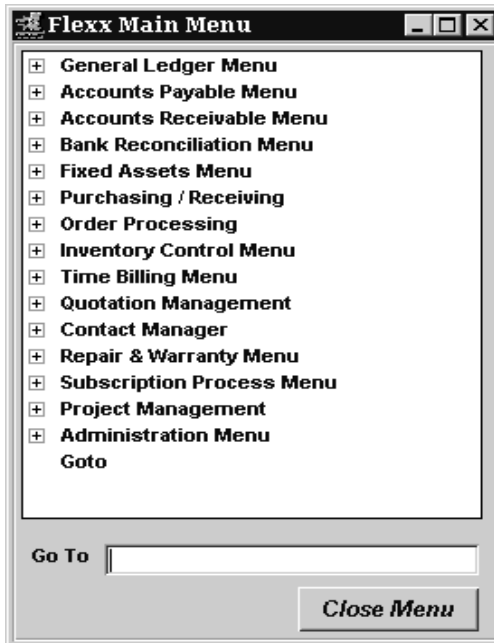 Flexx Main Menu
General Ledger Menu
Accounts Payable Menu
Accounts Receivable Menu
Bank Reconciliation Menu
Fixed Assets Menu
Purchasing / Receiving
Order Processing
Inventory Control Menu
Time Billing Menu
Quotation Management
Contact Manager
Repair & Warranty Menu
Subscription Process Menu
Project Management
Administration Menu
Goto
Go To
Close Menu